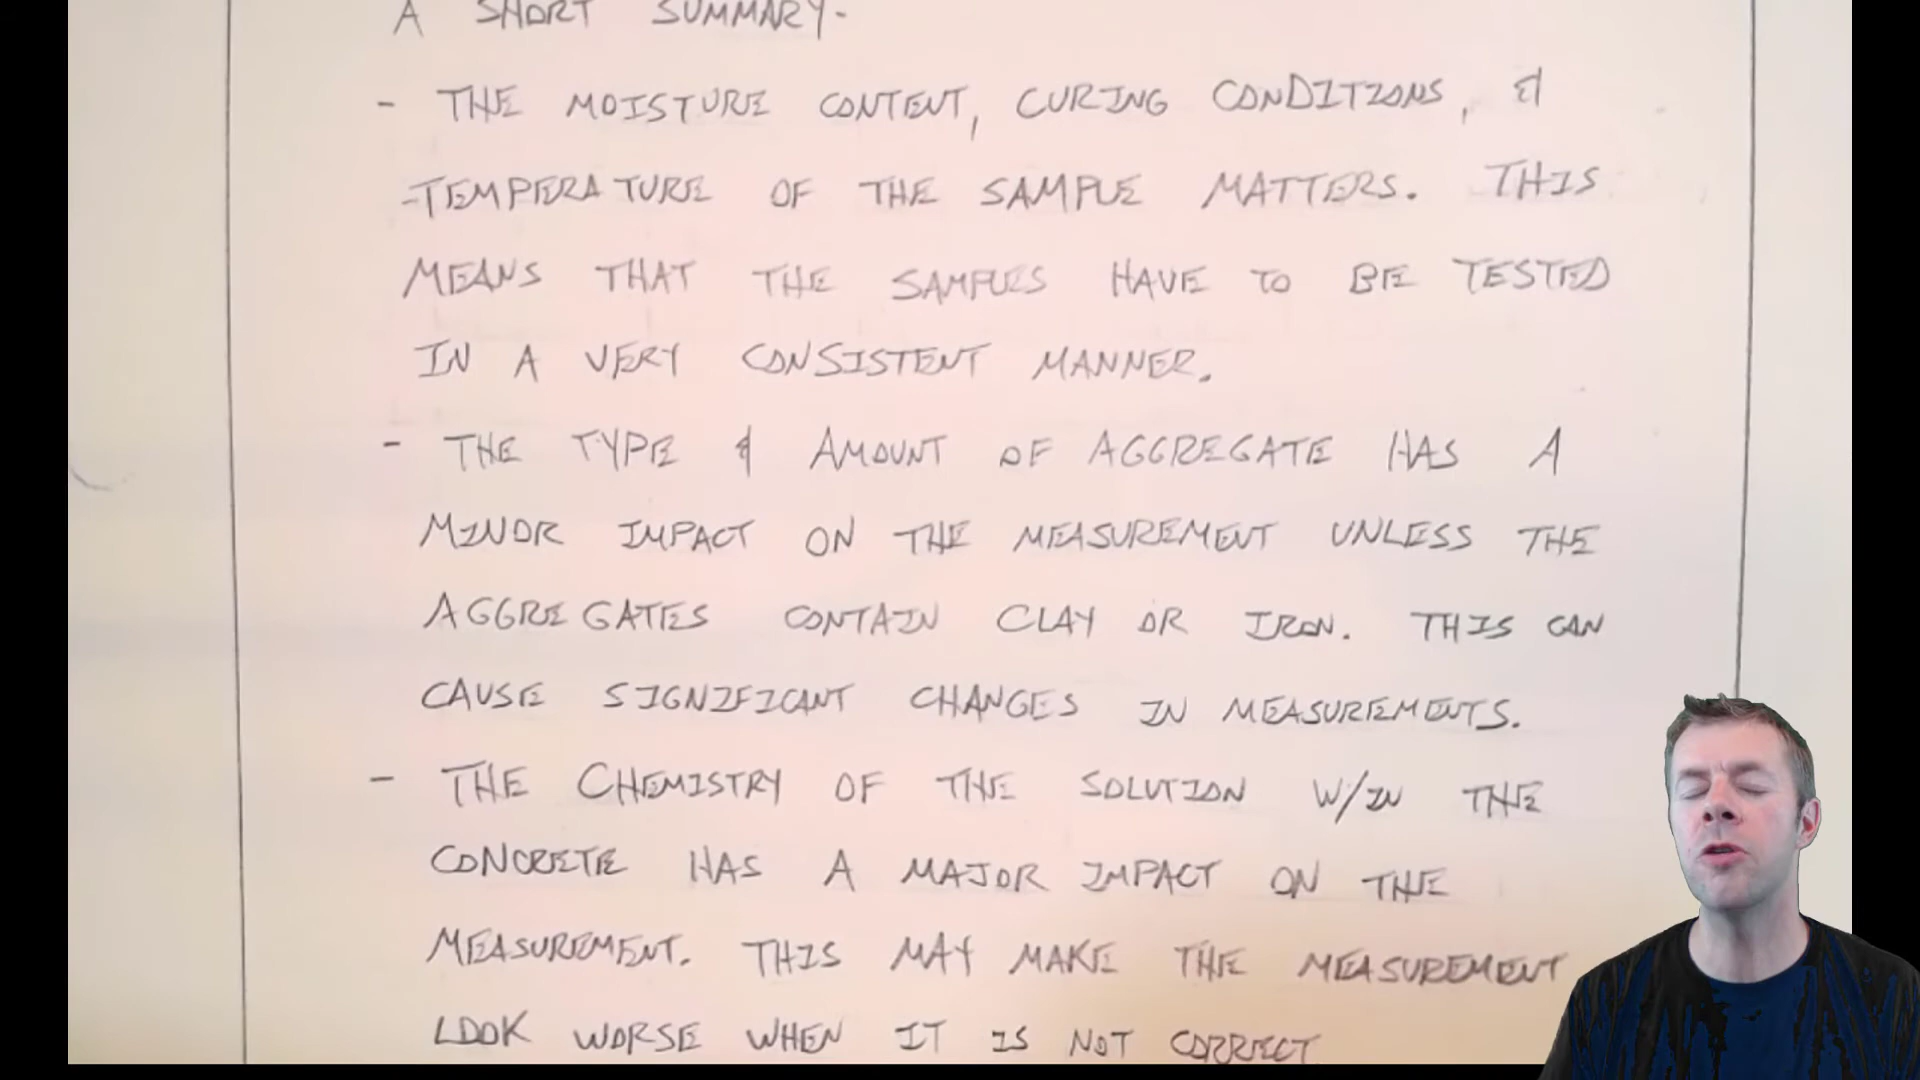 A SHORT SUMMARY-
- THE MOISTURE CONTENT, CURING CONDITIONS, &
TEMPERATURE OF THE SAMPLE MATTERS. THIS
MEANS THAT THE SAMPLES HAVE TO BE TESTED
IN A VERY CONSISTENT MANNER.
- THE TYPE & AMOUNT OF AGGREGATE HAS A
MINOR IMPACT ON THE MEASUREMENT UNLESS THE
AGGREGATES CONTAIN CLAY OR IRON. THIS CAN
CAUSE SIGNIFICANT CHANGES IN MEASUREMENTS.
- THE CHEMISTRY OF THE SOLUTION W/IN THE
CONCRETE HAS A MAJOR IMPACT ON THE
MEASUREMENT. THIS MAY MAKE THE MEASUREMENT
LOOK WORSE WHEN IT IS NOT CORRECT